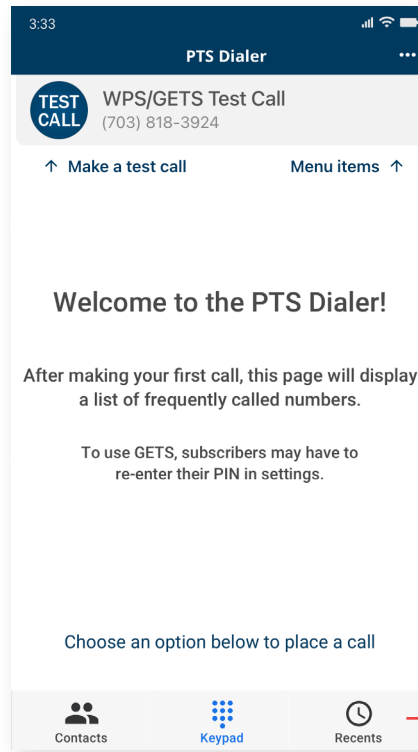 3:33
PTS Dialer
TEST
CALL
WPS/GETS Test Call
(703) 818-3924
↑ Make a test call
Menu items ↑
Welcome to the PTS Dialer!
After making your first call, this page will display
a list of frequently called numbers.
To use GETS, subscribers may have to
re-enter their PIN in settings.
Choose an option below to place a call
Contacts
Keypad
Recents